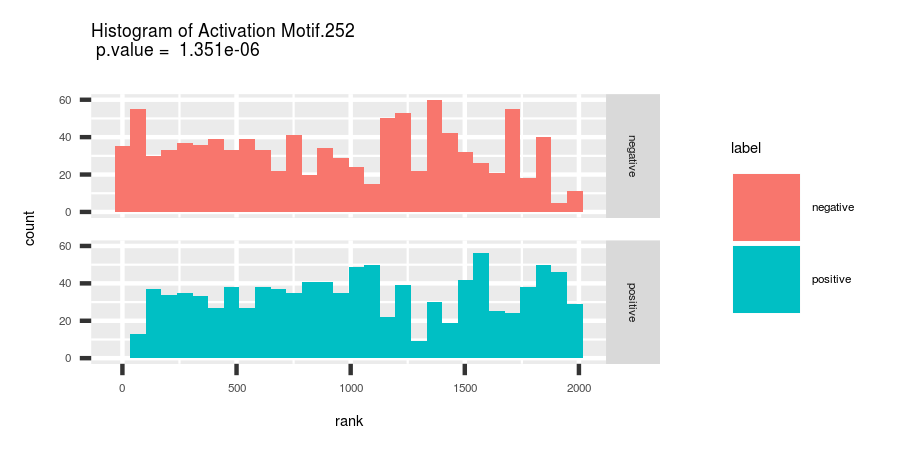 Histogram of Activation Motif.252
p.value = 1.351e-06
count
60
40
20
0
negative
60
40
20
0
positive
0 500 1000 1500 2000
rank
label
negative
positive